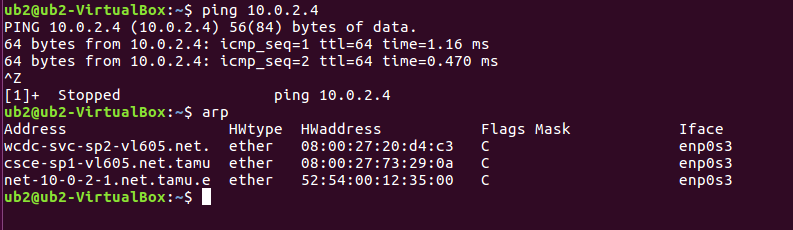 ub2@ub2-VirtualBox:~$ ping 10.0.2.4
PING 10.0.2.4 (10.0.2.4) 56(84) bytes of data.
64 bytes from 10.0.2.4: icmp_seq=1 ttl=64 time=1.16 ms
64 bytes from 10.0.2.4: icmp_seq=2 ttl=64 time=0.470 ms
^Z
[1]+  Stopped                 ping 10.0.2.4
ub2@ub2-VirtualBox:~$ arp
Address                  HWtype  HWaddress           Flags Mask            Iface
wcdc-svc-sp2-vl605.net.  ether   08:00:27:20:d4:c3   C                     enp0s3
csce-sp1-vl605.net.tamu  ether   08:00:27:73:29:0a   C                     enp0s3
net-10-0-2-1.net.tamu.e  ether   52:54:00:12:35:00   C                     enp0s3
ub2@ub2-VirtualBox:~$